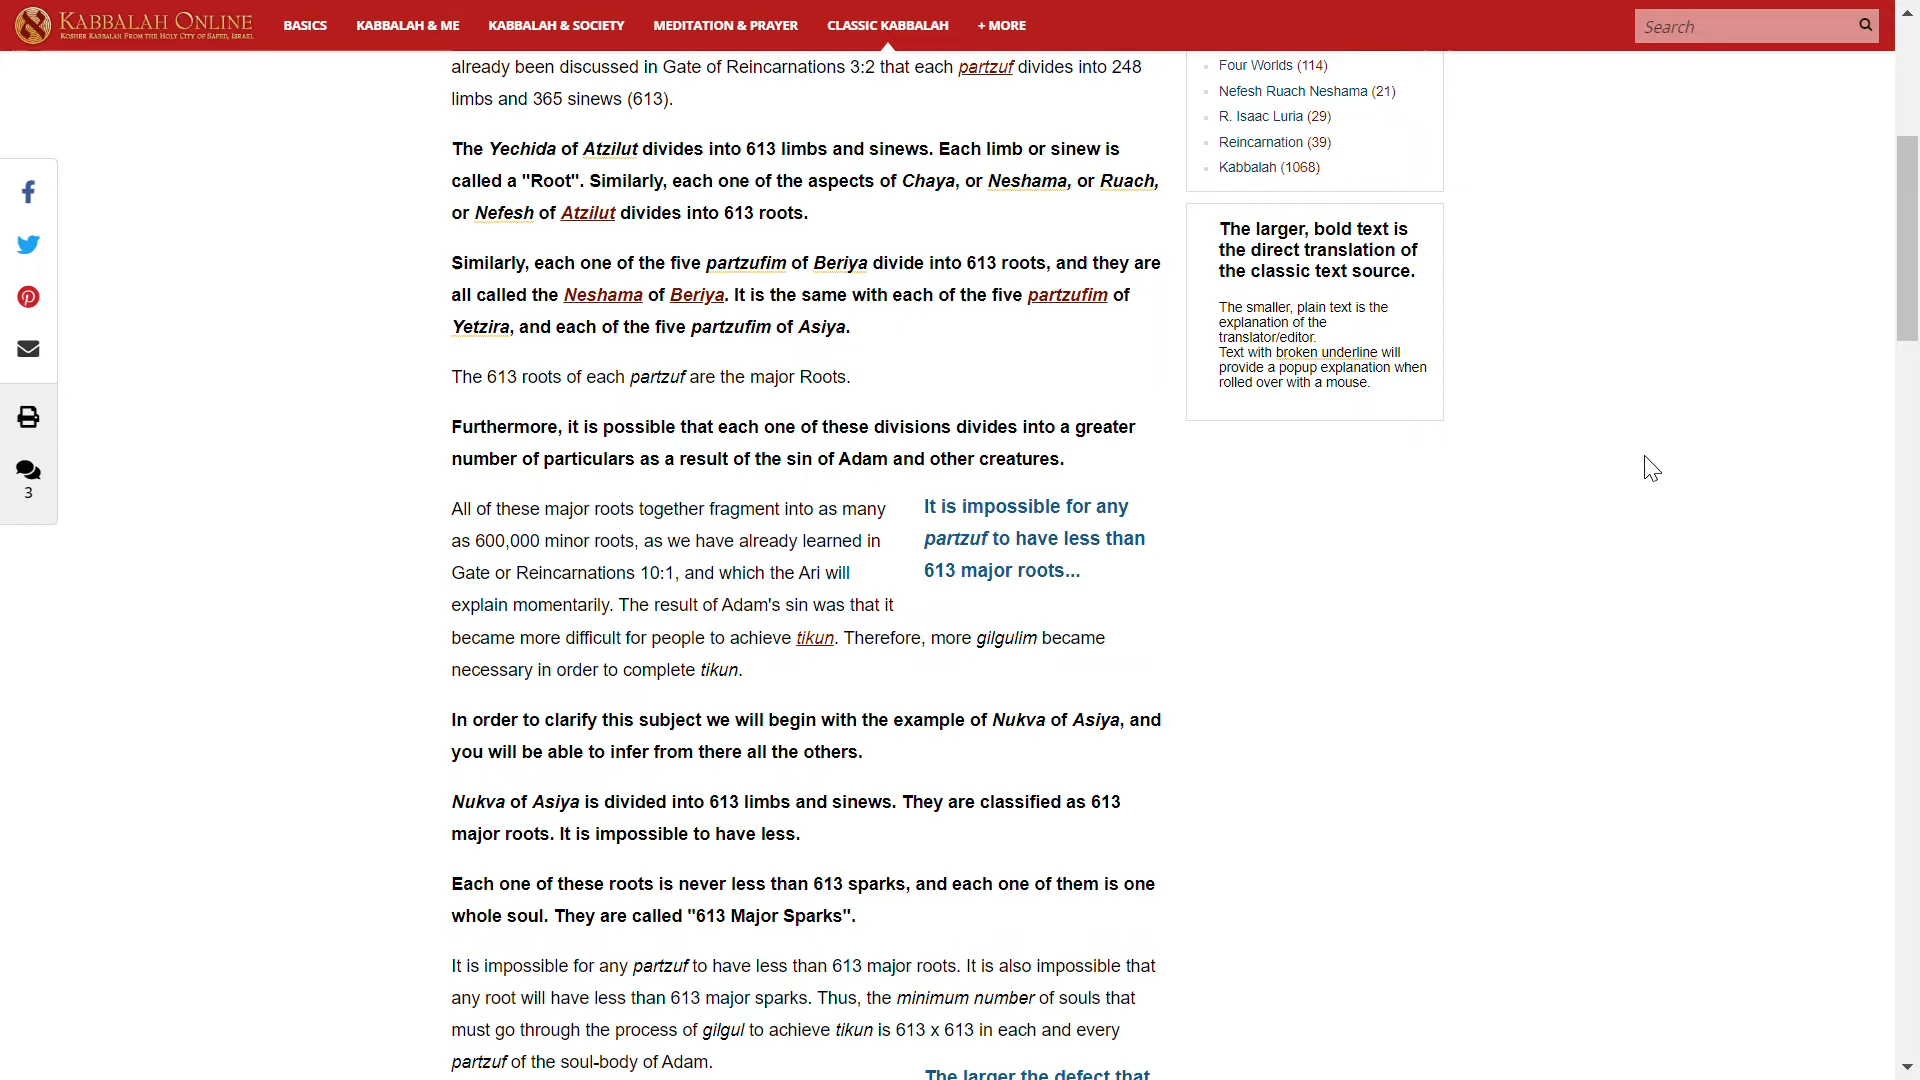 KABBALAH ONLINE
KOSHER KABBALAH FROM THE HOLY CITY OF SAFED, ISRAEL
BASICS
KABBALAH & ME
KABBALAH & SOCIETY
MEDITATION & PRAYER
CLASSIC KABBALAH
+ MORE
Search
already been discussed in Gate of Reincarnations 3:2 that each partzuf divides into 248
limbs and 365 sinews (613).
The Yechida of Atzilut divides into 613 limbs and sinews. Each limb or sinew is
called a "Root". Similarly, each one of the aspects of Chaya, or Neshama, or Ruach,
or Nefesh of Atzilut divides into 613 roots.
Similarly, each one of the five partzufim of Beriya divide into 613 roots, and they are
all called the Neshama of Beriya. It is the same with each of the five partzufim of
Yetzira, and each of the five partzufim of Asiya.
The 613 roots of each partzuf are the major Roots.
Furthermore, it is possible that each one of these divisions divides into a greater
number of particulars as a result of the sin of Adam and other creatures.
All of these major roots together fragment into as many
as 600,000 minor roots, as we have already learned in
Gate or Reincarnations 10:1, and which the Ari will
explain momentarily. The result of Adam's sin was that it
became more difficult for people to achieve tikun. Therefore, more gilgulim became
necessary in order to complete tikun.
It is impossible for any
partzuf to have less than
613 major roots...
In order to clarify this subject we will begin with the example of Nukva of Asiya, and
you will be able to infer from there all the others.
Nukva of Asiya is divided into 613 limbs and sinews. They are classified as 613
major roots. It is impossible to have less.
Each one of these roots is never less than 613 sparks, and each one of them is one
whole soul. They are called "613 Major Sparks".
It is impossible for any partzuf to have less than 613 major roots. It is also impossible that
any root will have less than 613 major sparks. Thus, the minimum number of souls that
must go through the process of gilgul to achieve tikun is 613 x 613 in each and every
partzuf of the soul-body of Adam.
The larger the defect that
Four Worlds (114)
Nefesh Ruach Neshama (21)
R. Isaac Luria (29)
Reincarnation (39)
Kabbalah (1068)
The larger, bold text is
the direct translation of
the classic text source.
The smaller, plain text is the
explanation of the
translator/editor.
Text with broken underline will
provide a popup explanation when
rolled over with a mouse.
3